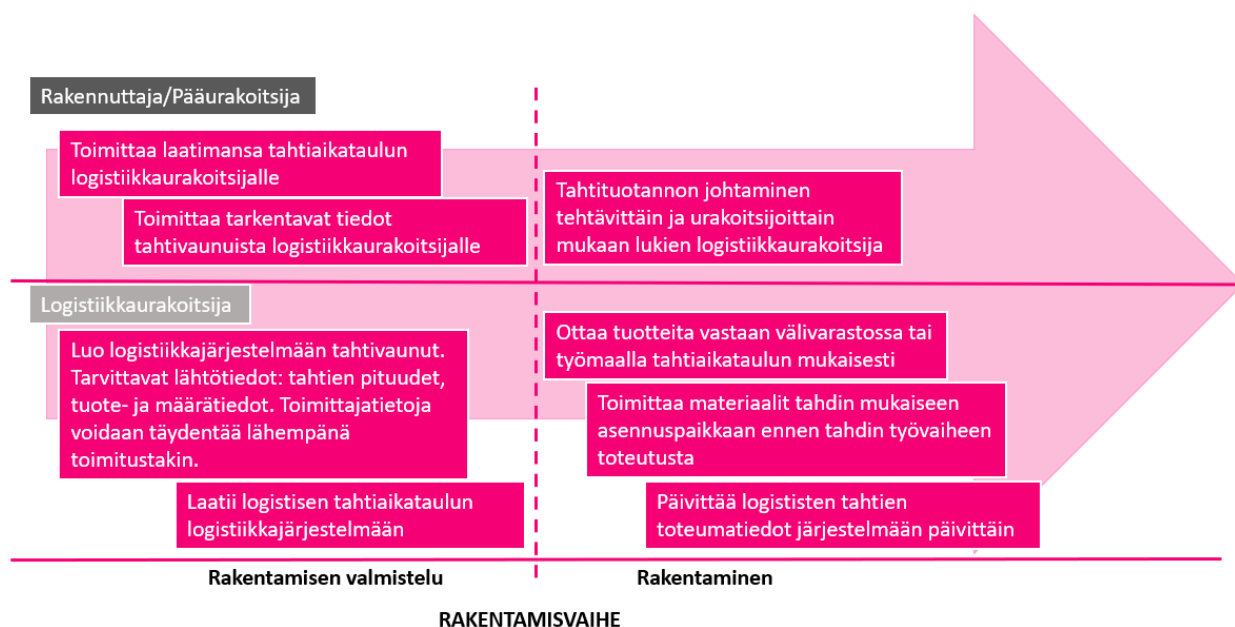 Rakennuttaja/Pääurakoitsija
Toimittaa laatimansa tahtiaikataulun
logistiikkaurakoitsijalle
Toimittaa tarkentavat tiedot
tahtivaunuista logistiikkaurakoitsijalle
Tahtituotannon johtaminen
tehtävittäin ja urakoitsijoittain
mukaan lukien logistiikkaurakoitsija
Logistiikkaurakoitsija
Luo logistiikkajärjestelmään tahtivaunut.
Tarvittavat lähtötiedot: tahtien pituudet,
tuote- ja määrätiedot. Toimittajatietoja
voidaan täydentää lähempänä
toimitustakin.
Laatii logistisen tahtiaikataulun
logistiikkajärjestelmään
Ottaa tuotteita vastaan välivarastossa tai
työmaalla tahtiaikataulun mukaisesti
Toimittaa materiaalit tahdin mukaiseen
asennuspaikkaan ennen tahdin työvaiheen
toteutusta
Päivittää logististen tahtien
toteumatiedot järjestelmään päivittäin
Rakentamisen valmistelu
Rakentaminen
RAKENTAMISVAIHE